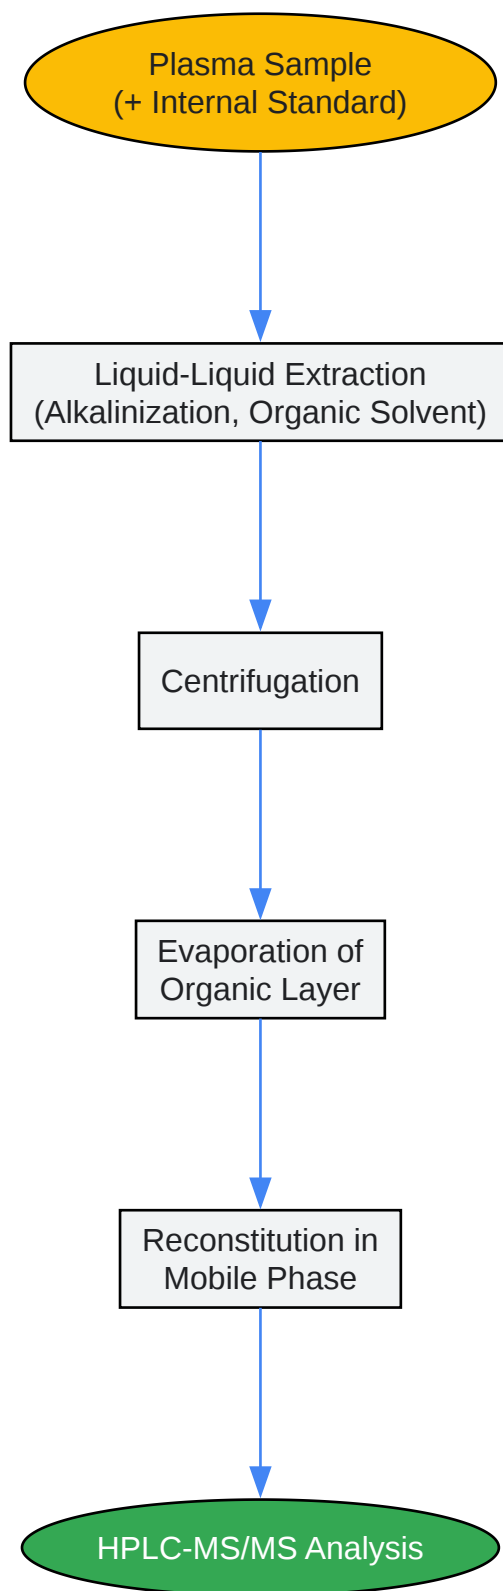 Plasma Sample
(+ Internal Standard)
Liquid-Liquid Extraction
(Alkalinization, Organic Solvent)
Centrifugation
Evaporation of
Organic Layer
Reconstitution in
Mobile Phase
HPLC-MS/MS Analysis